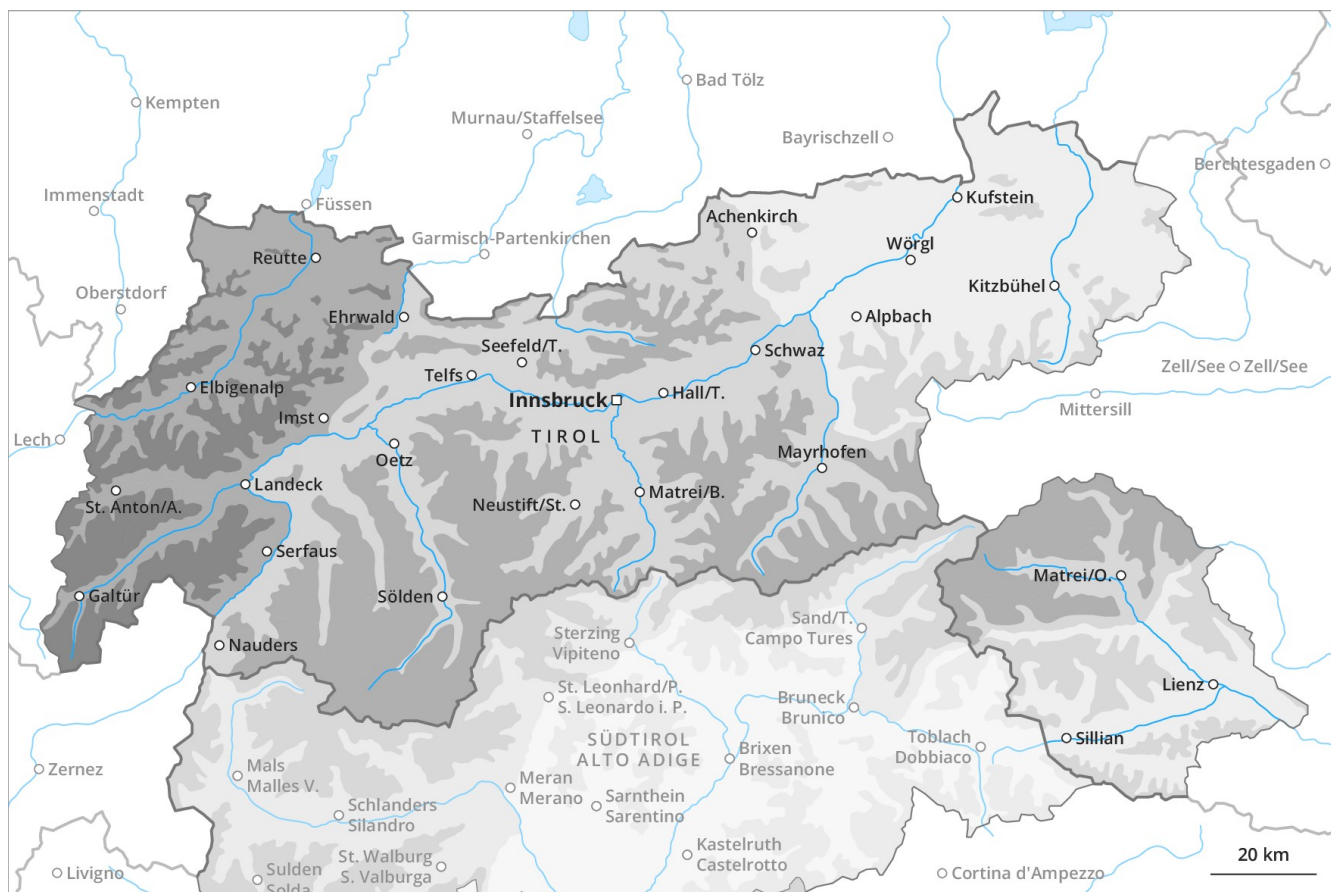 Bad Tölz
Kempten
Murnau/Staffelsee
Bayrischzell
Berchtesgaden
Immenstadt
Füssen
Kufstein
Achenkirch
Garmisch-Partenkirchen
Wörgl
Reutte
Kitzbühel
Oberstdorf
Ehrwald
Alpbach
Seefeld/T.
Schwaz
Telfs
Zell/See
Zell/See
Elbigenalp
Innsbruck
Hall/T.
Mittersill
Imst
TIROL
Lech
Oetz
Mayrhofen
Landeck
St. Anton/A.
Neustift/St.
Matrei/B.
Serfaus
Matrei/O.
Galtür
Sölden
Sand/T.
Campo Tures
Sterzing
Vipiteno
Nauders
Lienz
St. Leonhard/P.
S. Leonardo i. P.
Bruneck
Brunico
SÜDTIROL
ALTO ADIGE
Toblach
Dobbiaco
Sillian
Brixen
Bressanone
Zernez
Mals
Malles V.
Meran
Merano
Sarnthein
Sarentino
Schlanders
Silandro
Kastelruth
Castelrotto
St. Walburg
S. Valburga
20 km
Livigno
Sulden
Solda
Cortina d'Ampezzo